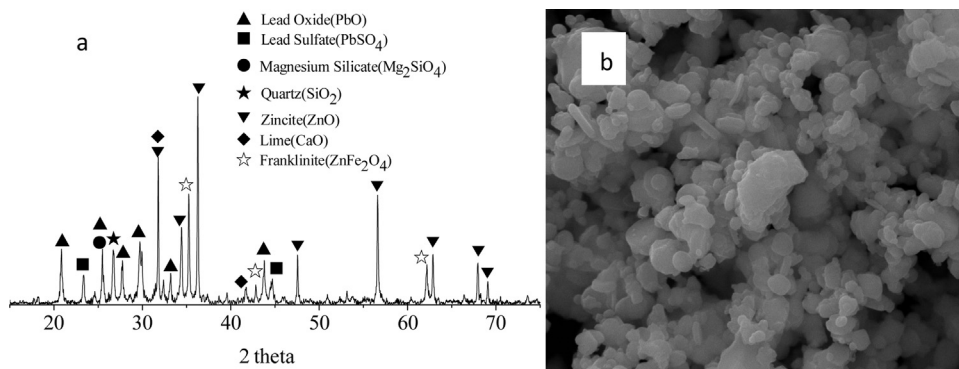 a
Lead Oxide(PbO)
Lead Sulfate(PbSO4)
Magnesium Silicate(Mg2SiO4)
Quartz(SiO2)
Zincite(ZnO)
Lime(CaO)
Franklinite(ZnFe2O4)
20 30 40 50 60 70
2 theta
b